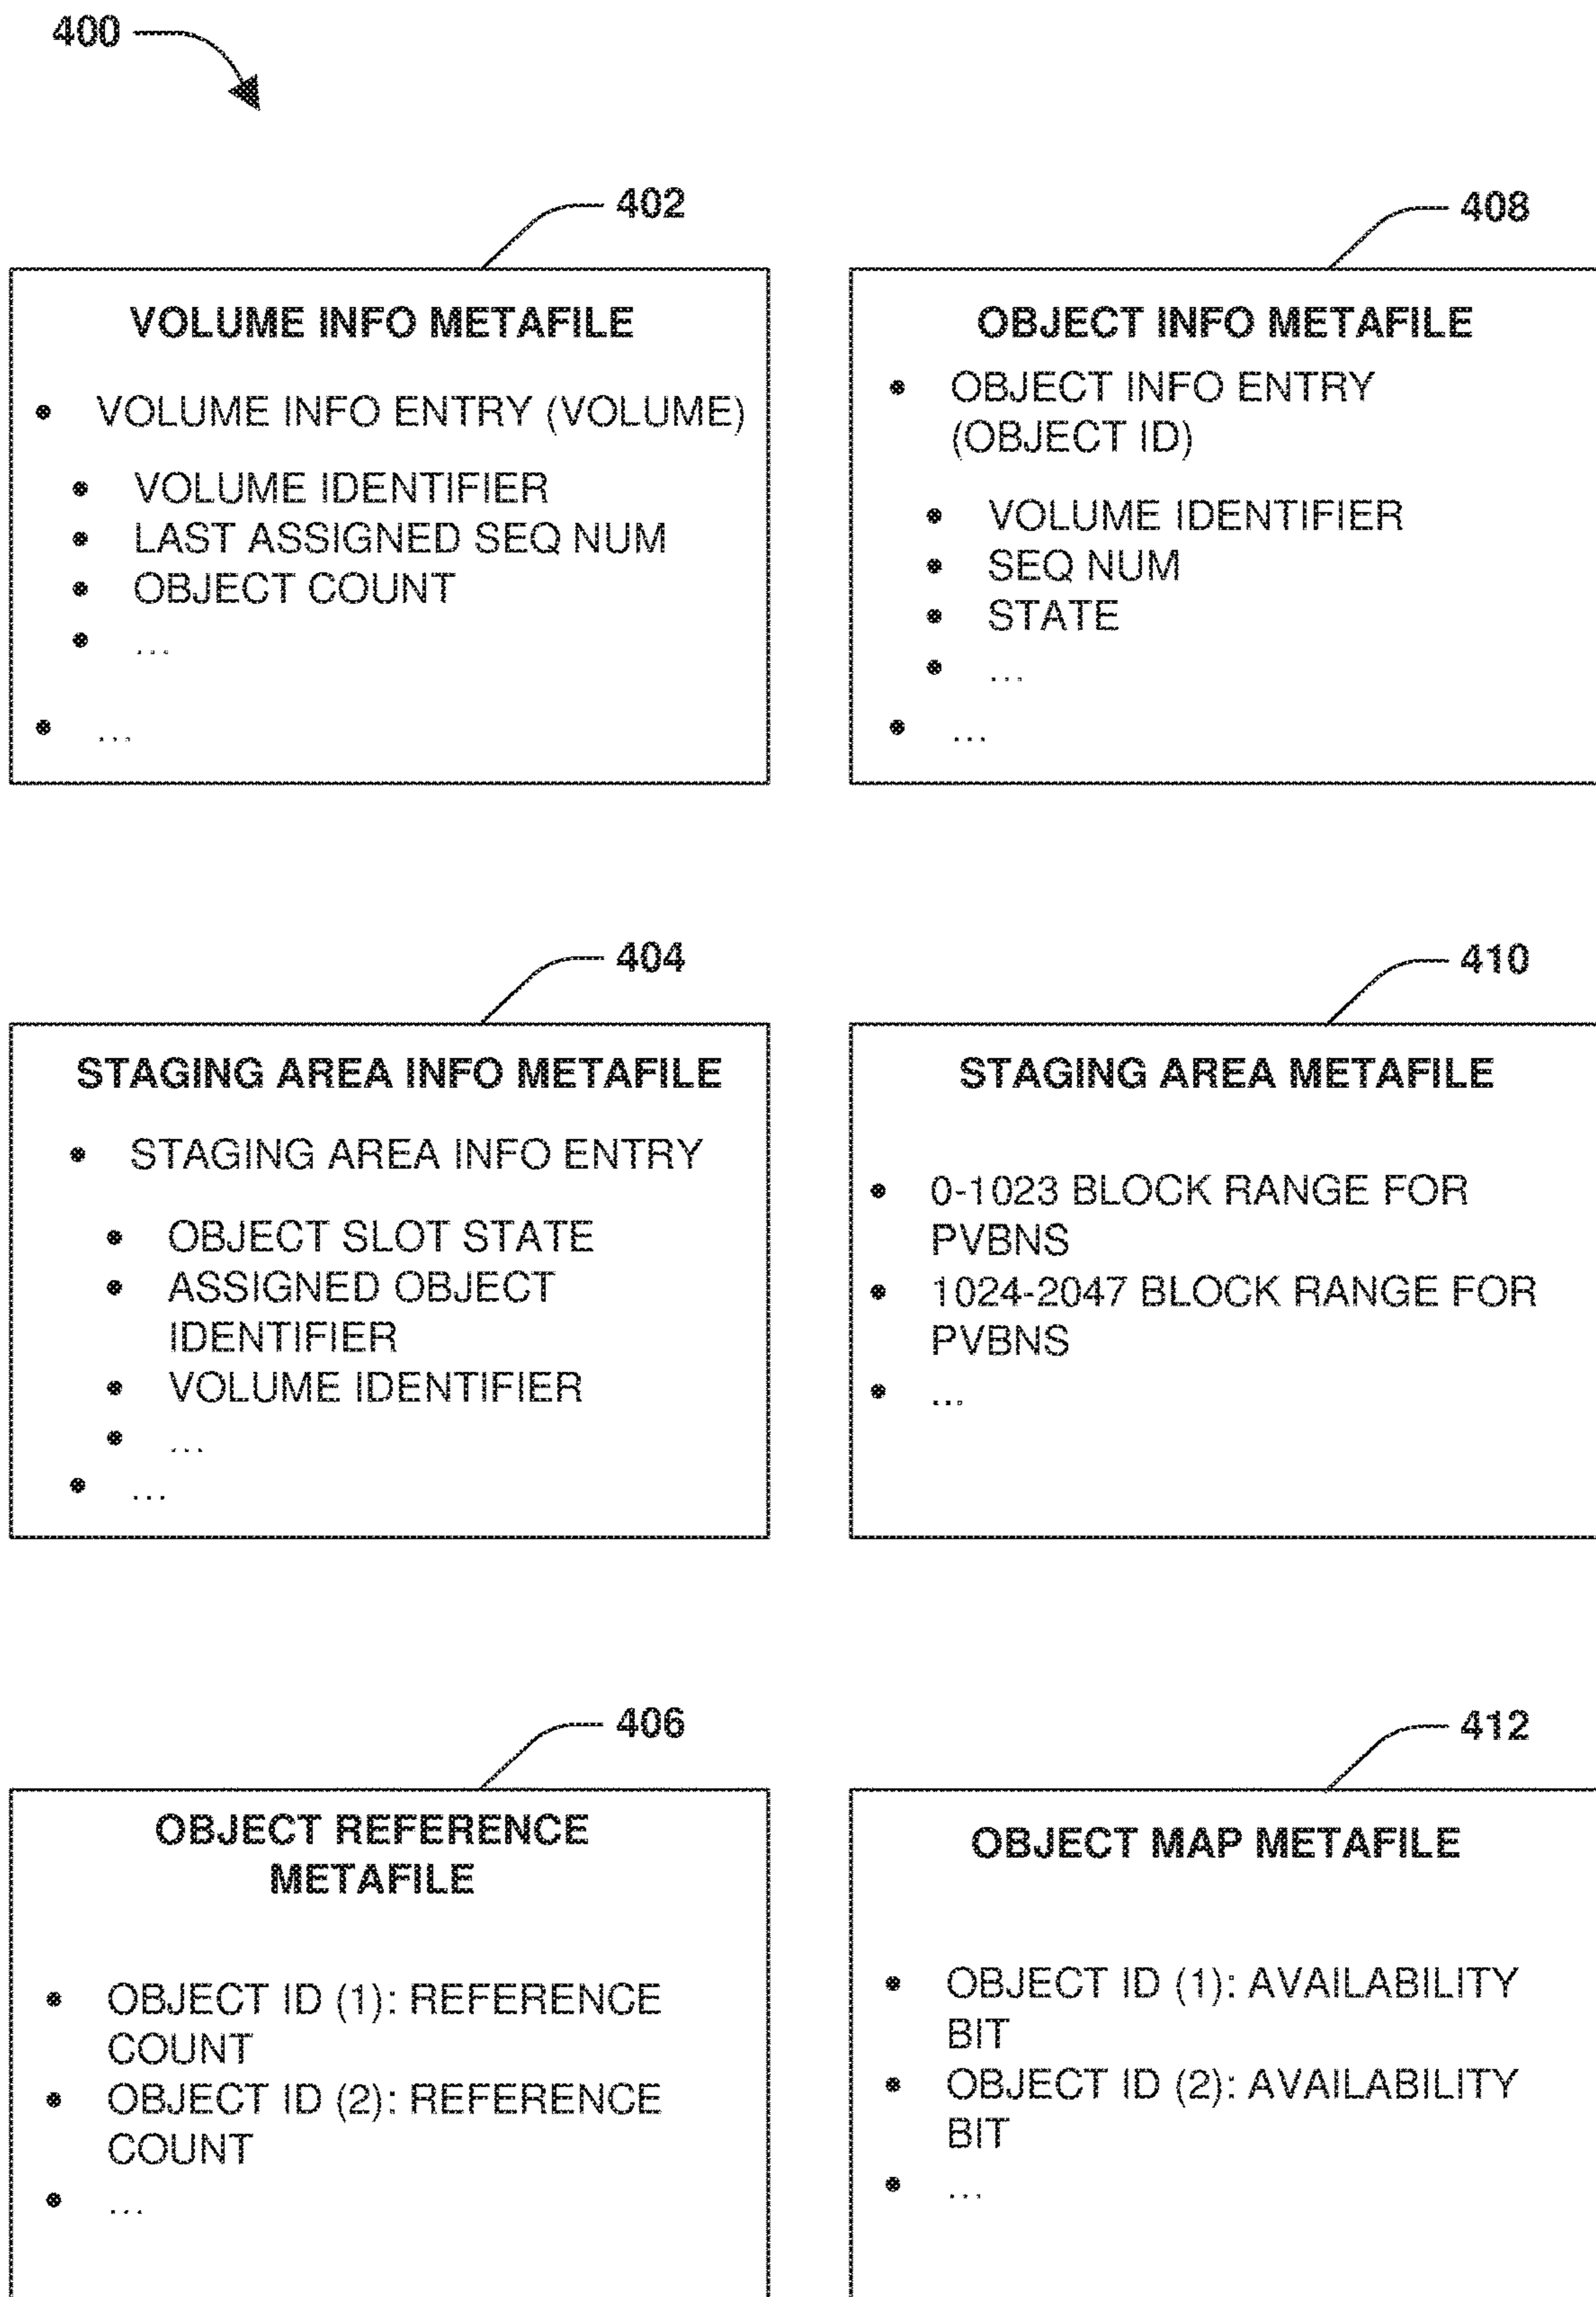 400
402
VOLUME INFO METAFILE
• VOLUME INFO ENTRY (VOLUME)
• VOLUME IDENTIFIER
• LAST ASSIGNED SEQ NUM
• OBJECT COUNT
• ...
• ...
408
OBJECT INFO METAFILE
• OBJECT INFO ENTRY
(OBJECT ID)
• VOLUME IDENTIFIER
• SEQ NUM
• STATE
• ...
• ...
404
STAGING AREA INFO METAFILE
• STAGING AREA INFO ENTRY
• OBJECT SLOT STATE
• ASSIGNED OBJECT
IDENTIFIER
• VOLUME IDENTIFIER
• ...
• ...
410
STAGING AREA METAFILE
• 0-1023 BLOCK RANGE FOR
PVBNS
• 1024-2047 BLOCK RANGE FOR
PVBNS
• ...
406
OBJECT REFERENCE
METAFILE
• OBJECT ID (1): REFERENCE
COUNT
• OBJECT ID (2): REFERENCE
COUNT
• ...
412
OBJECT MAP METAFILE
• OBJECT ID (1): AVAILABILITY
BIT
• OBJECT ID (2): AVAILABILITY
BIT
• ...